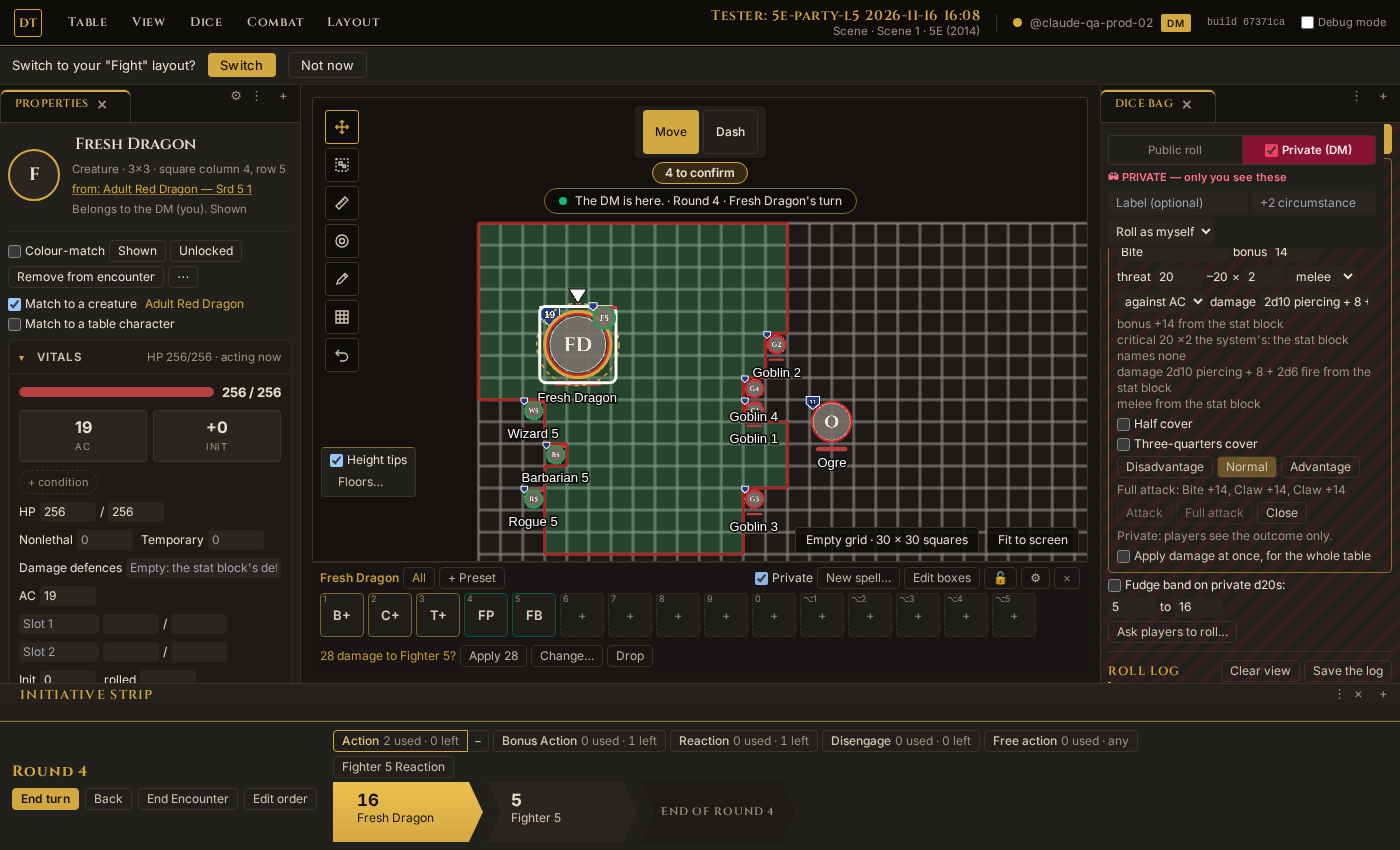 DT
TABLE VIEW DICE COMBAT LAYOUT
TESTER: 5E-PARTY-L5 2026-11-16 16:08
Scene · Scene 1 · 5E (2014)
@claude-qa-prod-02 DM build 67371ca Debug mode
Switch to your "Fight" layout? Switch Not now
PROPERTIES
F
FRESH DRAGON
Creature · 3×3 · square column 4, row 5
from: Adult Red Dragon — Srd 5 1
Belongs to the DM (you). Shown
Colour-match Shown Unlocked
Remove from encounter ...
Match to a creature Adult Red Dragon
Match to a table character
VITALS HP 256/256 · acting now
256 / 256
19
AC
+0
INIT
+ condition
HP 256 / 256
Nonlethal 0 Temporary 0
Damage defences Empty: the stat block's def
AC 19
Slot 1 /
Slot 2 /
Init 0 rolled
Move Dash
4 to confirm
The DM is here. · Round 4 · Fresh Dragon's turn
19
F5
FD
Fresh Dragon
G2
Goblin 2
G4
Goblin 4
Goblin 1
11
O
Ogre
W5
Wizard 5
B5
Barbarian 5
R5
Rogue 5
G3
Goblin 3
Height tips
Floors...
Empty grid · 30 × 30 squares
Fit to screen
Fresh Dragon All + Preset Private New spell... Edit boxes ×
1 B+
2 C+
3 T+
4 FP
5 FB
6 +
7 +
8 +
9 +
0 +
⌥1 +
⌥2 +
⌥3 +
⌥4 +
⌥5 +
28 damage to Fighter 5? Apply 28 Change... Drop
DICE BAG
Public roll Private (DM)
PRIVATE — only you see these
Label (optional) +2 circumstance
Roll as myself
Bite bonus 14
threat 20 –20 × 2 melee
against AC damage 2d10 piercing + 8 +
bonus +14 from the stat block
critical 20 ×2 the system's: the stat block
names none
damage 2d10 piercing + 8 + 2d6 fire from the
stat block
melee from the stat block
Half cover
Three-quarters cover
Disadvantage Normal Advantage
Full attack: Bite +14, Claw +14, Claw +14
Attack Full attack Close
Private: players see the outcome only.
Apply damage at once, for the whole table
Fudge band on private d20s:
5 to 16
Ask players to roll...
ROLL LOG Clear view Save the log
INITIATIVE STRIP
ROUND 4
End turn Back End Encounter Edit order
Action 2 used · 0 left –
Bonus Action 0 used · 1 left
Reaction 0 used · 1 left
Disengage 0 used · 0 left
Free action 0 used · any
Fighter 5 Reaction
16
Fresh Dragon
5
Fighter 5
END OF ROUND 4